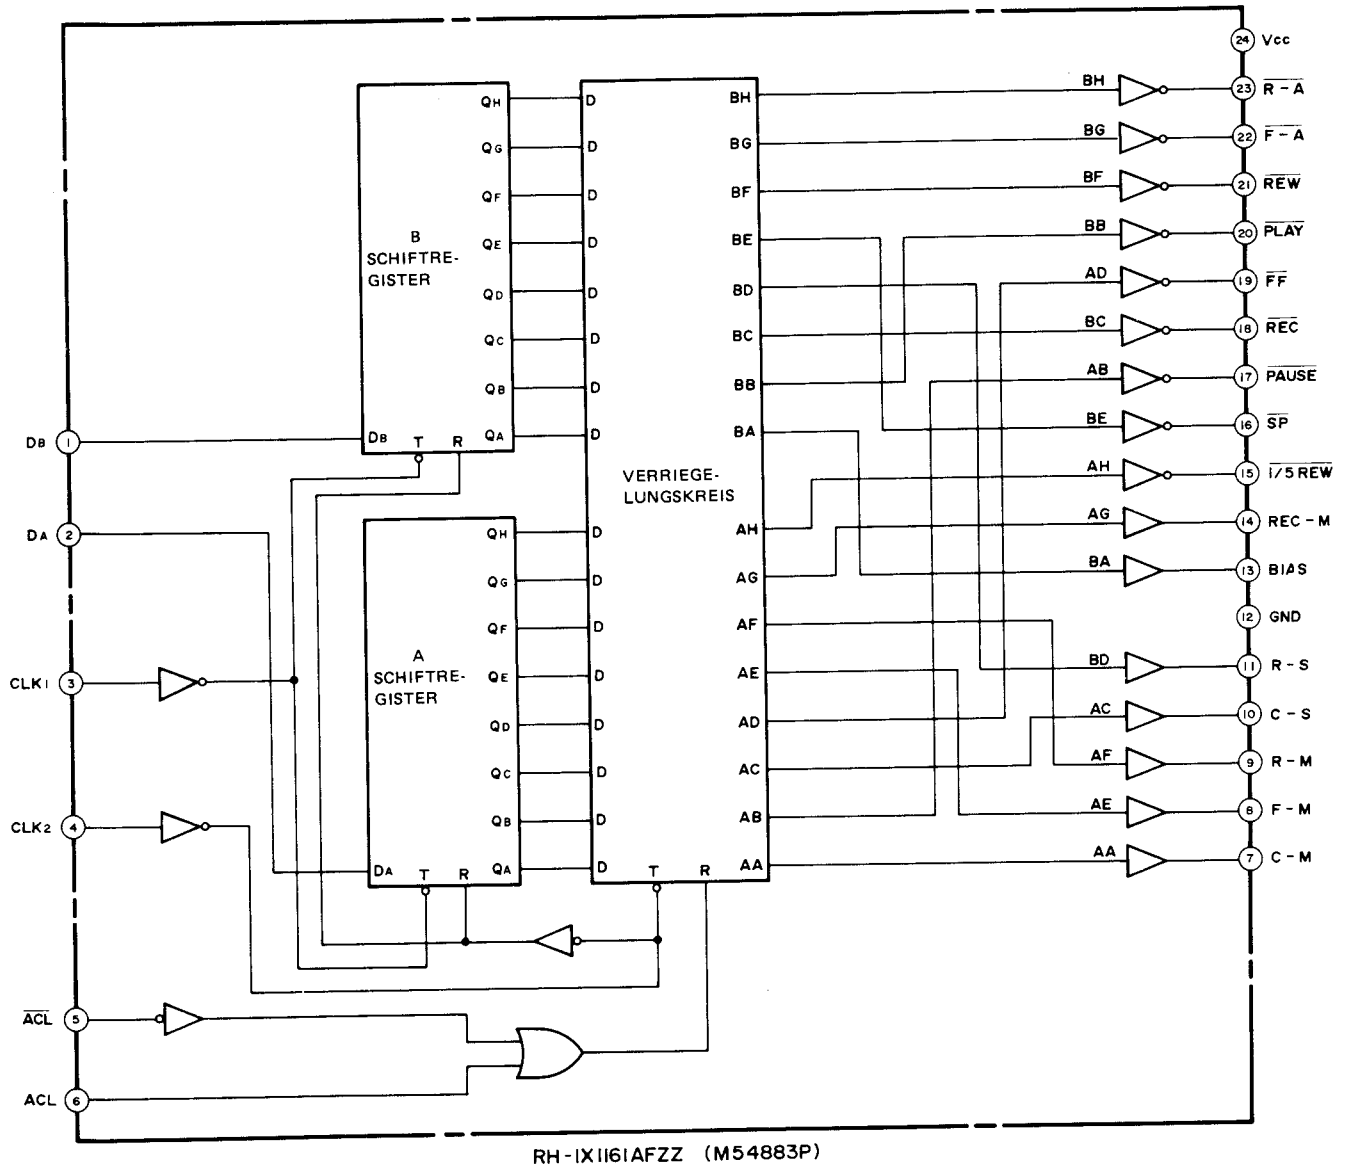 24 Vcc
BH 23 R-A
BG 22 F-A
BF 21 REW
BB 20 PLAY
AD 19 FF
BC 18 REC
AB 17 PAUSE
BE 16 SP
AH 15 1/5REW
AG 14 REC-M
BA 13 BIAS
12 GND
BD 11 R-S
AC 10 C-S
AF 9 R-M
AE 8 F-M
AA 7 C-M
DB 1
DA 2
CLK1 3
CLK2 4
ACL 5
ACL 6
B
SCHIFTRE-
GISTER
QH
QG
QF
QE
QD
QC
QB
DB T R QA
A
SCHIFTRE-
GISTER
QH
QG
QF
QE
QD
QC
QB
DA T R QA
VERRIEGE-
LUNGSKREIS
D BH
D BG
D BF
D BE
D BD
D BC
D BB
D BA
D AH
D AG
D AF
D AE
D AD
D AC
D AB
D T R AA
RH-IX1161AFZZ (M54883P)